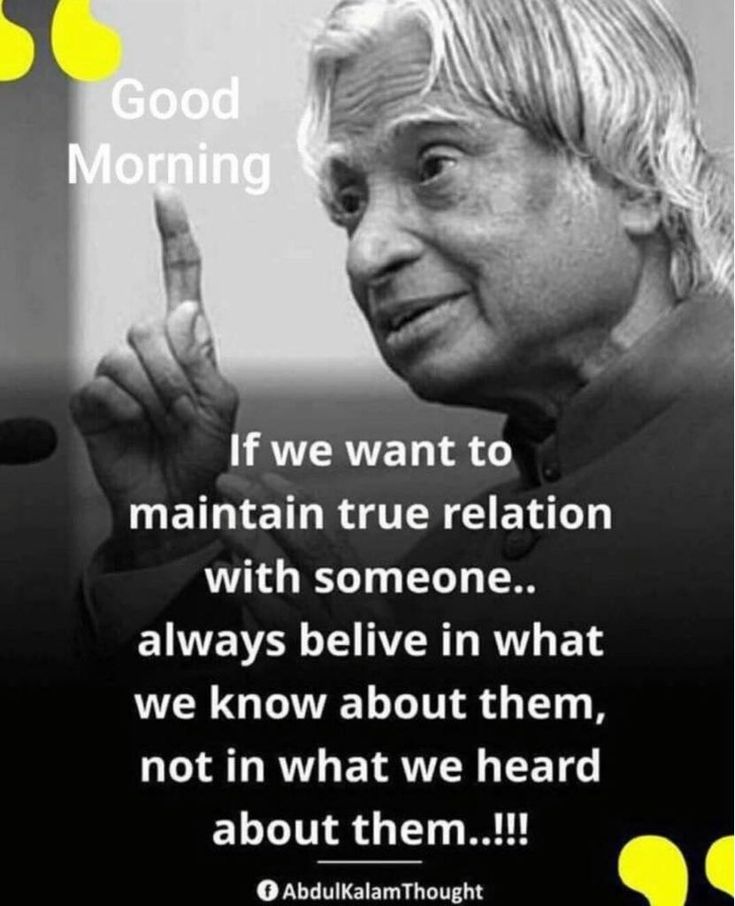 Good
Morning
If we want to
maintain true relation
with someone..
always belive in what
we know about them,
not in what we heard
about them..!!!
AbdulKalamThought